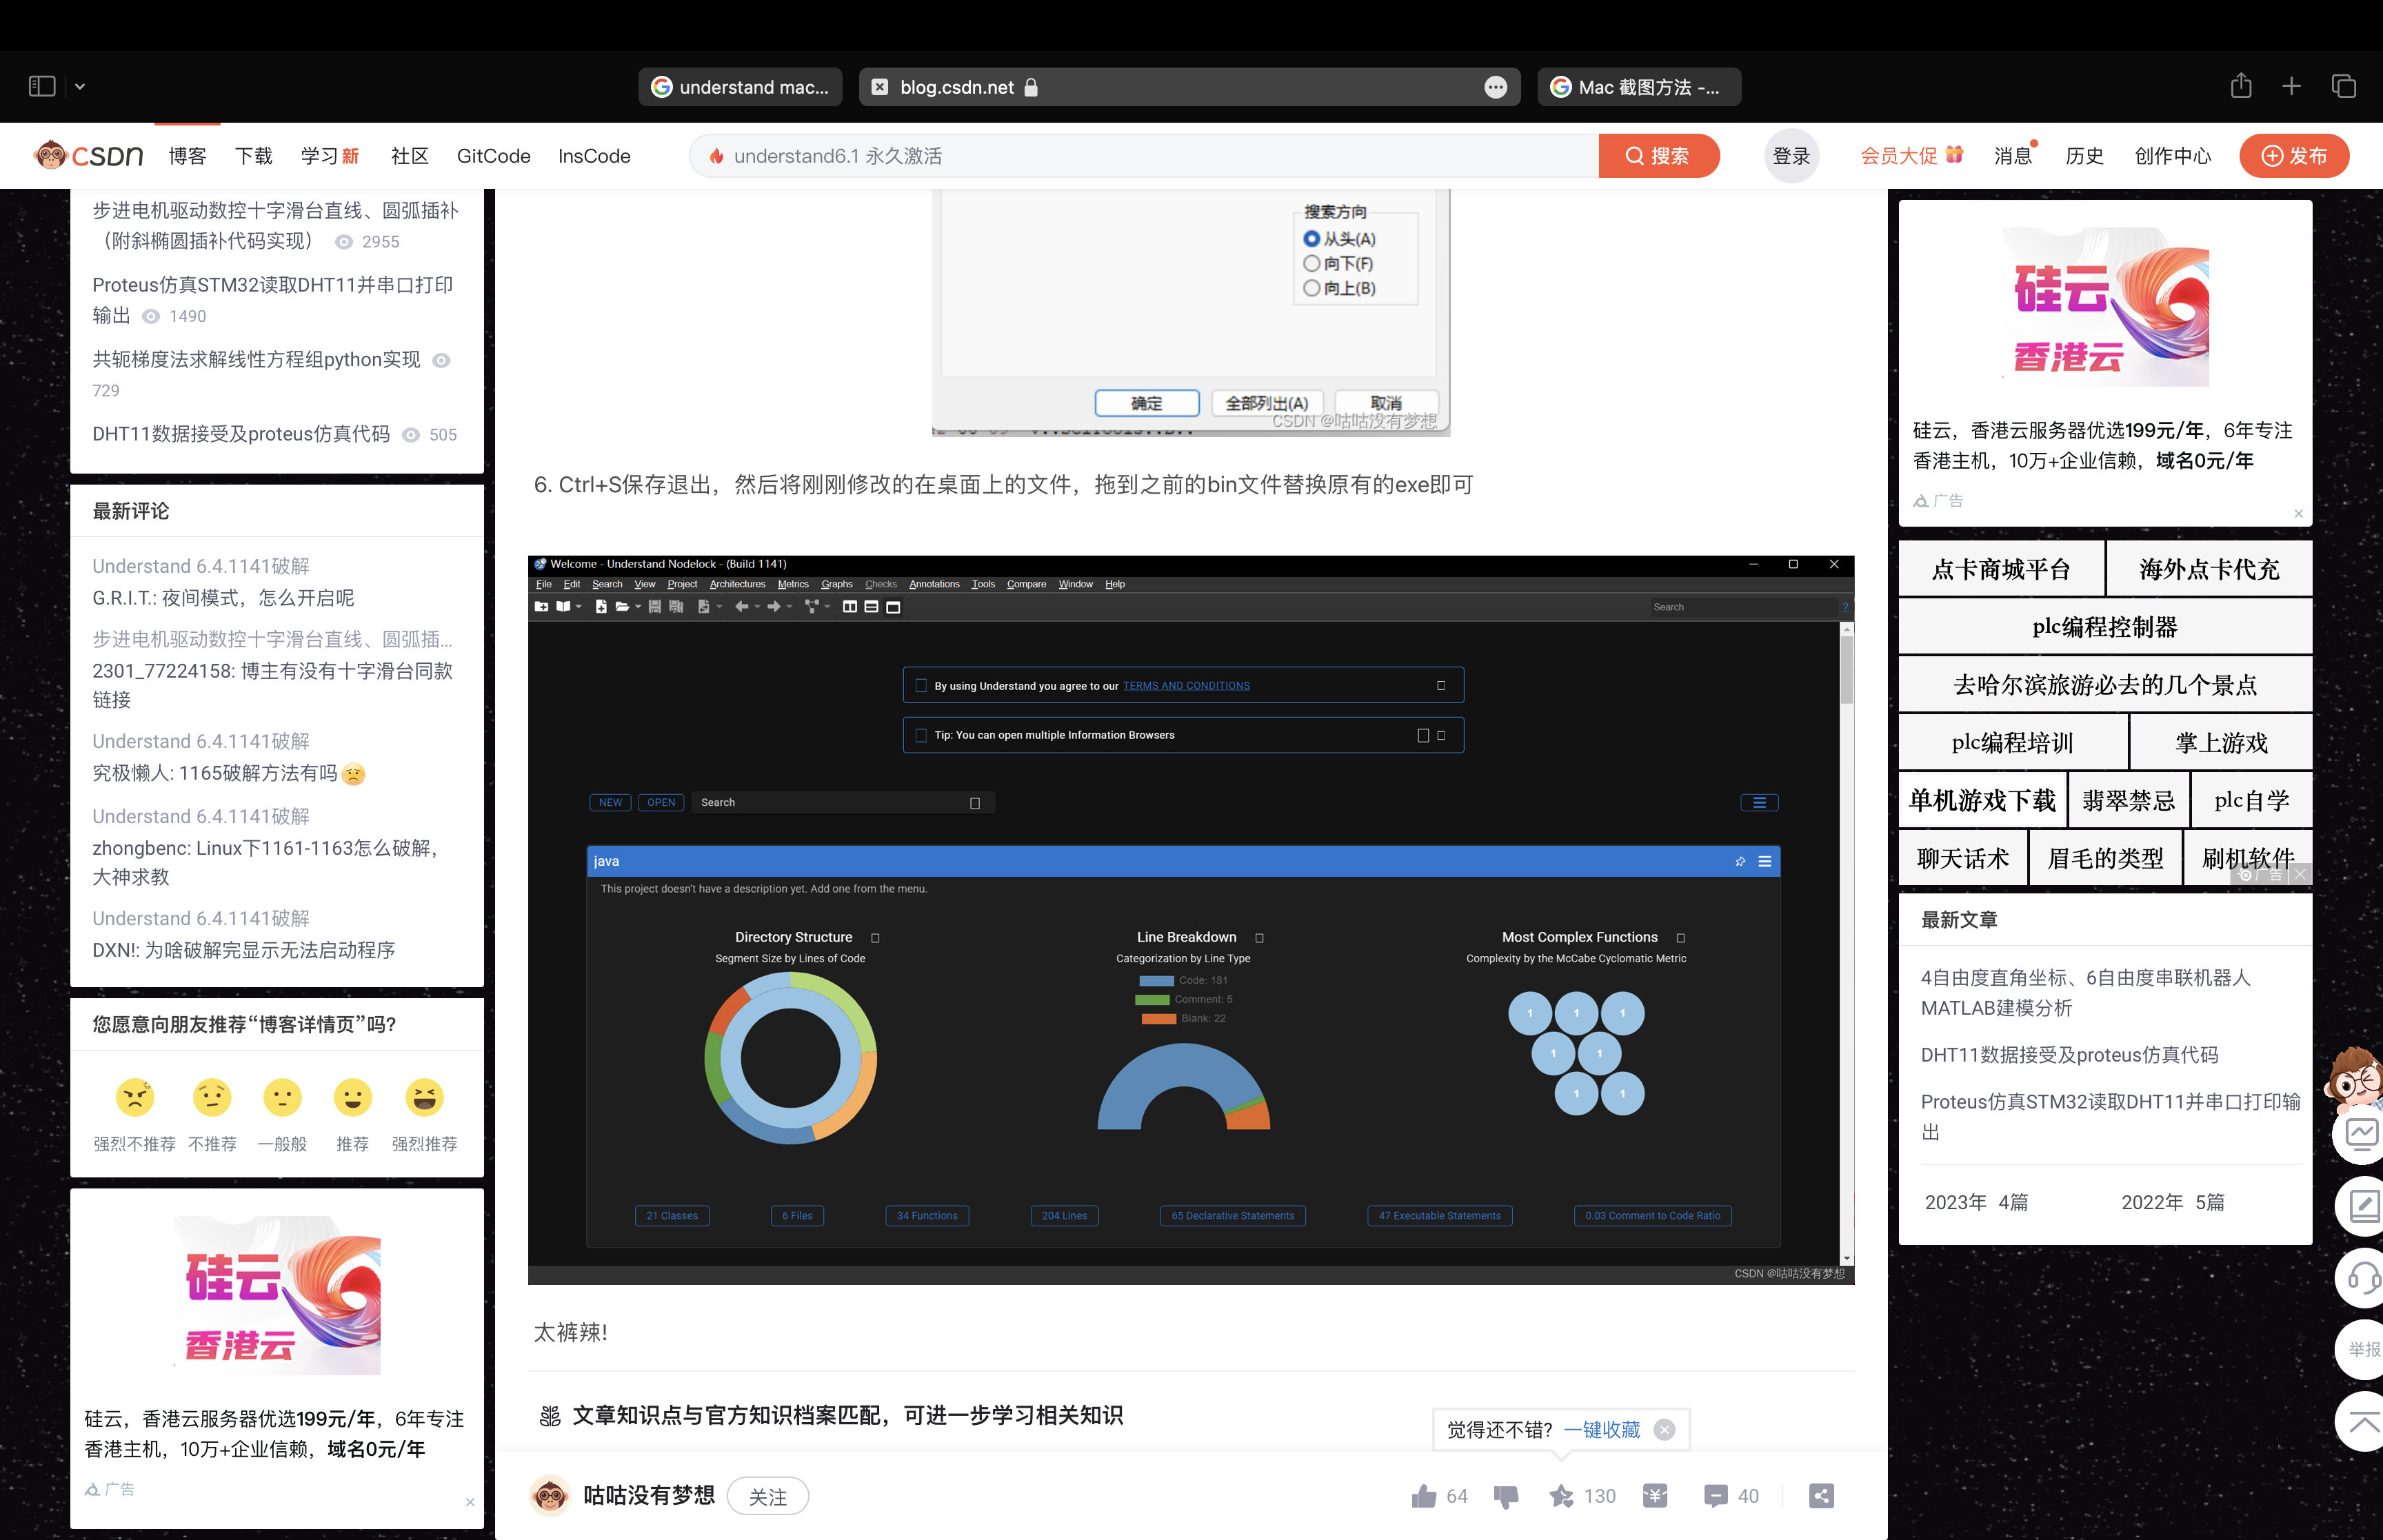 understand mac...
blog.csdn.net
Mac 截图方法 -...
CSDN
博客
下载
学习 新
社区
GitCode
InsCode
understand6.1 永久激活
搜索
登录
会员大促
消息
历史
创作中心
发布
步进电机驱动数控十字滑台直线、圆弧插补
（附斜椭圆插补代码实现） 2955
Proteus仿真STM32读取DHT11并串口打印
输出 1490
共轭梯度法求解线性方程组python实现
729
DHT11数据接受及proteus仿真代码 505
最新评论
Understand 6.4.1141破解
G.R.I.T.: 夜间模式，怎么开启呢
步进电机驱动数控十字滑台直线、圆弧插...
2301_77224158: 博主有没有十字滑台同款
链接
Understand 6.4.1141破解
究极懒人: 1165破解方法有吗
Understand 6.4.1141破解
zhongbenc: Linux下1161-1163怎么破解，
大神求教
Understand 6.4.1141破解
DXN!: 为啥破解完显示无法启动程序
您愿意向朋友推荐“博客详情页”吗?
强烈不推荐
不推荐
一般般
推荐
强烈推荐
硅云
香港云
硅云，香港云服务器优选199元/年，6年专注
香港主机，10万+企业信赖，域名0元/年
广告
搜索方向
从头(A)
向下(F)
向上(B)
确定
全部列出(A)
取消
CSDN @咕咕没有梦想
6. Ctrl+S保存退出，然后将刚刚修改的在桌面上的文件，拖到之前的bin文件替换原有的exe即可
Welcome - Understand Nodelock - (Build 1141)
File Edit Search View Project Architectures Metrics Graphs Checks Annotations Tools Compare Window Help
Search
?
By using Understand you agree to our TERMS AND CONDITIONS
Tip: You can open multiple Information Browsers
NEW
OPEN
Search
java
This project doesn't have a description yet. Add one from the menu.
Directory Structure
Segment Size by Lines of Code
Line Breakdown
Categorization by Line Type
Code: 181
Comment: 5
Blank: 22
Most Complex Functions
Complexity by the McCabe Cyclomatic Metric
1 1 1
1 1
1 1
21 Classes
6 Files
34 Functions
204 Lines
65 Declarative Statements
47 Executable Statements
0.03 Comment to Code Ratio
CSDN @咕咕没有梦想
太裤辣!
文章知识点与官方知识档案匹配，可进一步学习相关知识
觉得还不错? 一键收藏
咕咕没有梦想
关注
64
130
40
硅云
香港云
硅云，香港云服务器优选199元/年，6年专注
香港主机，10万+企业信赖，域名0元/年
广告
点卡商城平台
海外点卡代充
plc编程控制器
去哈尔滨旅游必去的几个景点
plc编程培训
掌上游戏
单机游戏下载
翡翠禁忌
plc自学
聊天话术
眉毛的类型
刷机软件
广告
最新文章
4自由度直角坐标、6自由度串联机器人
MATLAB建模分析
DHT11数据接受及proteus仿真代码
Proteus仿真STM32读取DHT11并串口打印输
出
2023年 4篇
2022年 5篇
举报